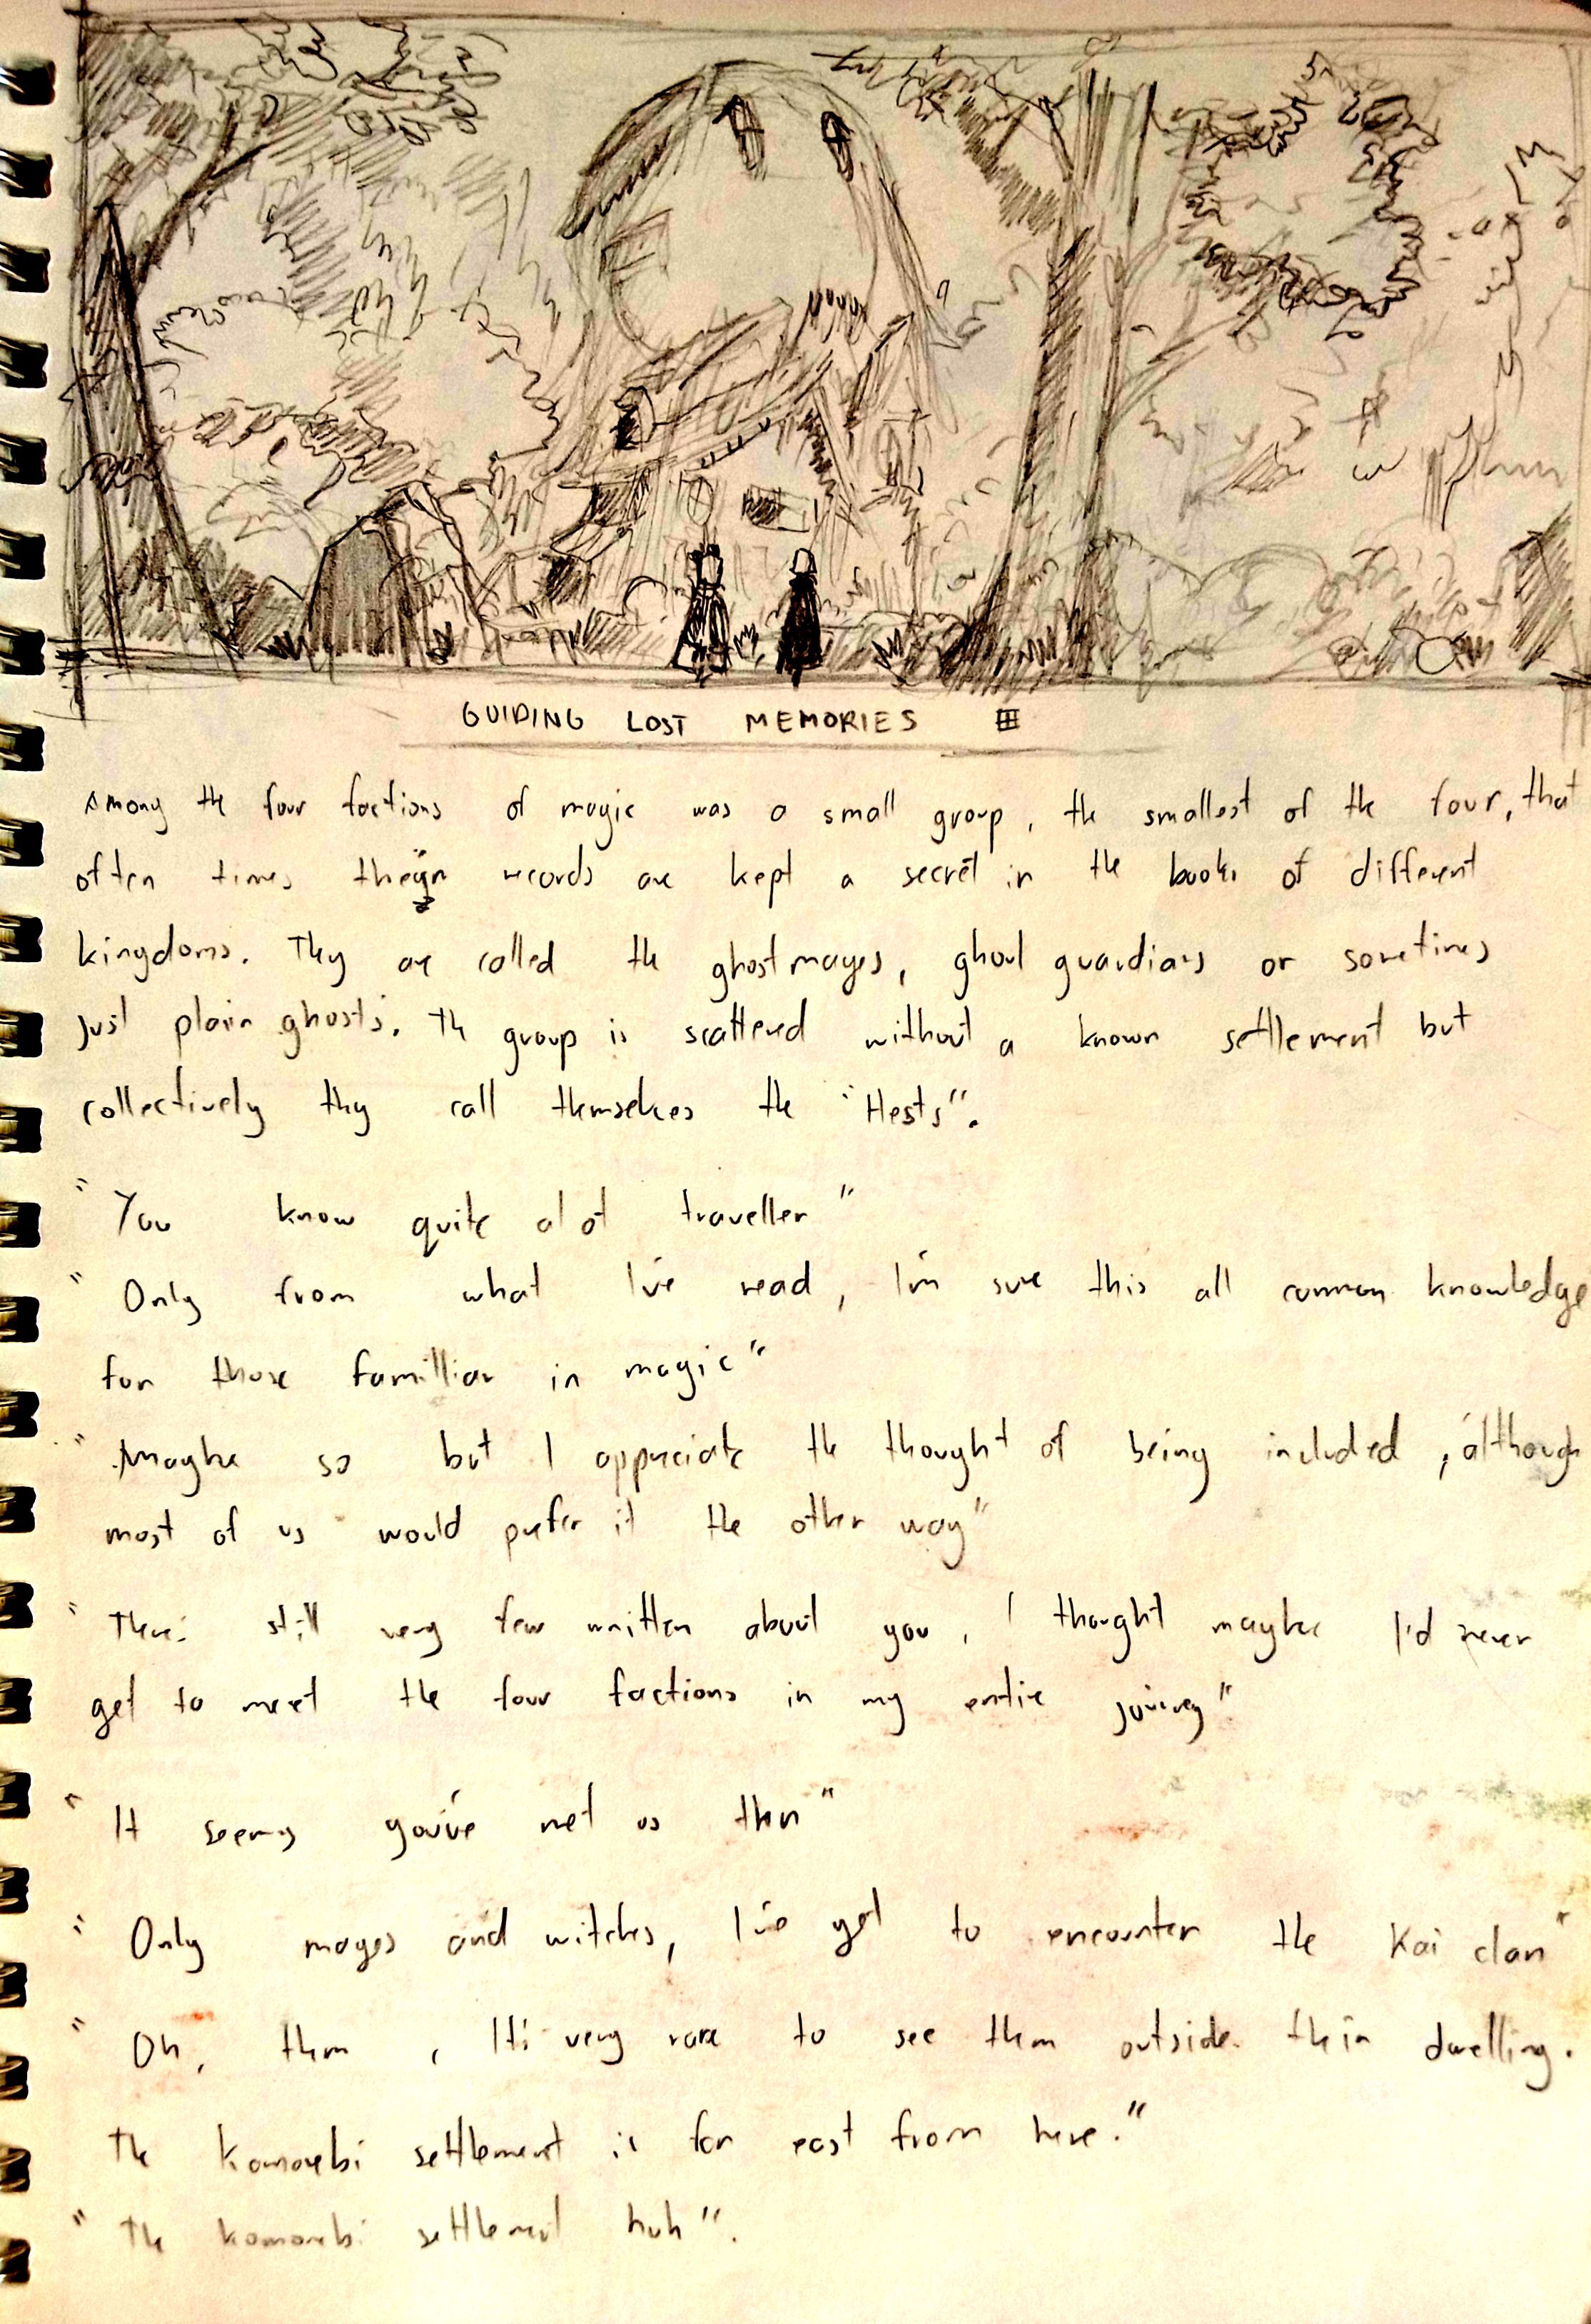 GUIDING LOST MEMORIES
Among the four factions of magic was a small group, the smallest of the four, that
often times their records are kept a secret in the books of different
kingdoms. They are called the ghost mages, ghoul guardians or sometimes
just plain ghosts. The group is scattered without a known settlement but
collectively they call themselves the "Hests".
"You know quite alot traveller"
"Only from what I've read, I'm sure this all common knowledge
for those familliar in magic"
"Maybe so but I appreciate the thought of being included, although
most of us would prefer it the other way"
"There's still very few written about you, I thought maybe I'd never
get to meet the four factions in my entire journey"
"It seems you've met us then"
"Only mages and witches, I've yet to encounter the Kai clan"
"Oh, them, It's very rare to see them outside their dwelling.
The Komorebi settlement is far east from here."
"The komorebi settlement huh".